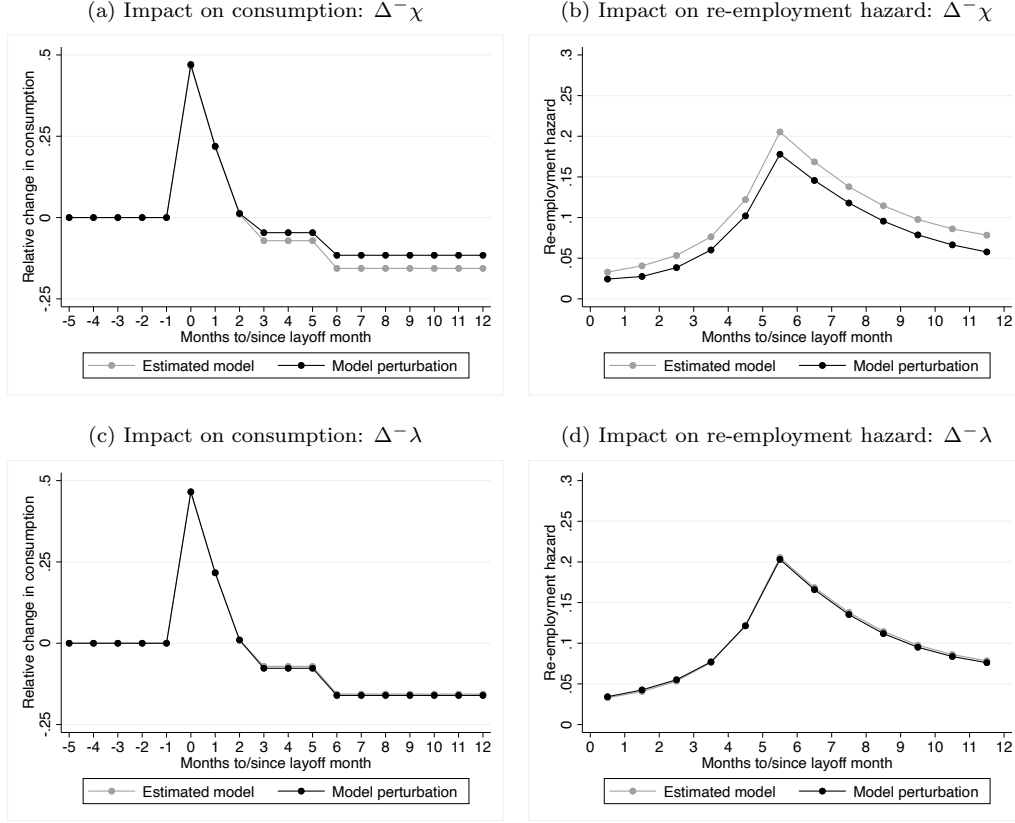 (a) Impact on consumption: Δ⁻χ
Relative change in consumption
.5
.25
0
-.25
-5 -4 -3 -2 -1 0 1 2 3 4 5 6 7 8 9 10 11 12
Months to/since layoff month
Estimated model Model perturbation
(b) Impact on re-employment hazard: Δ⁻χ
Re-employment hazard
.3
.25
.2
.15
.1
.05
0
0 1 2 3 4 5 6 7 8 9 10 11 12
Months to/since layoff month
Estimated model Model perturbation
(c) Impact on consumption: Δ⁻λ
Relative change in consumption
.5
.25
0
-.25
-5 -4 -3 -2 -1 0 1 2 3 4 5 6 7 8 9 10 11 12
Months to/since layoff month
Estimated model Model perturbation
(d) Impact on re-employment hazard: Δ⁻λ
Re-employment hazard
.3
.25
.2
.15
.1
.05
0
0 1 2 3 4 5 6 7 8 9 10 11 12
Months to/since layoff month
Estimated model Model perturbation